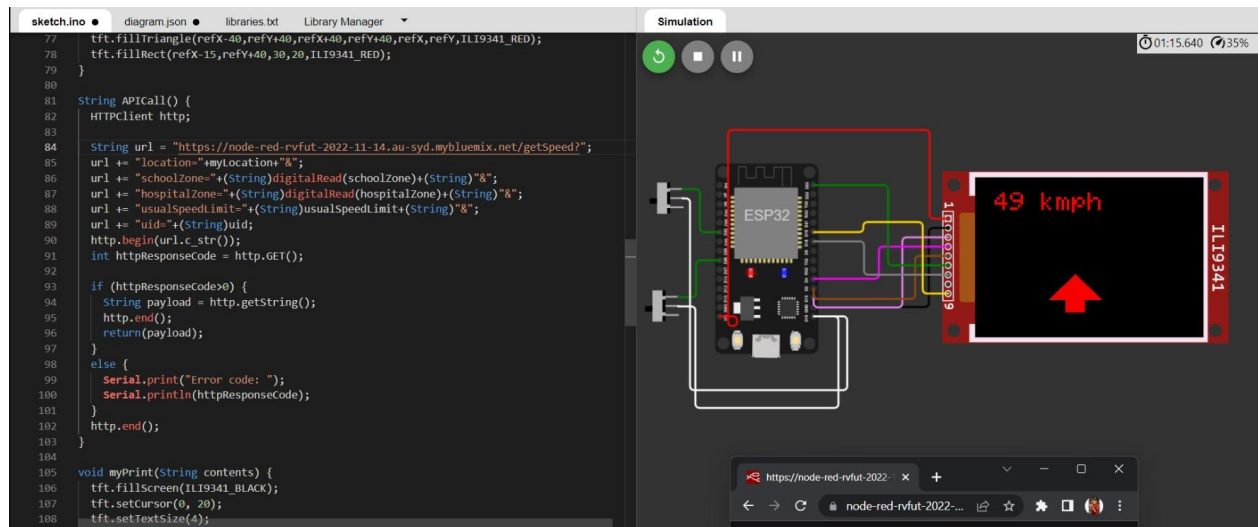 sketch.ino ● diagram.json ● libraries.txt Library Manager
77 tft.fillTriangle(refX-40,refY+40,refX+40,refY+40,refX,refY,ILI9341_RED);
78 tft.fillRect(refX-15,refY+40,30,20,ILI9341_RED);
79 }
80
81 String APICall() {
82 HTTPClient http;
83
84 String url = "https://node-red-rvfut-2022-11-14.au-syd.mybluemix.net/getSpeed?";
85 url += "location="+myLocation+"&";
86 url += "schoolZone="+(String)digitalRead(schoolZone)+(String)"&";
87 url += "hospitalZone="+(String)digitalRead(hospitalZone)+(String)"&";
88 url += "usualSpeedLimit="+(String)usualSpeedLimit+(String)"&";
89 url += "uid="+(String)uid;
90 http.begin(url.c_str());
91 int httpResponseCode = http.GET();
92
93 if (httpResponseCode>0) {
94 String payload = http.getString();
95 http.end();
96 return(payload);
97 }
98 else {
99 Serial.print("Error code: ");
100 Serial.println(httpResponseCode);
101 }
102 http.end();
103 }
104
105 void myPrint(String contents) {
106 tft.fillScreen(ILI9341_BLACK);
107 tft.setCursor(0, 20);
108 tft.setTextSize(4);
Simulation
01:15.640 35%
ESP32
1
9
49 kmph
ILI9341
https://node-red-rvfut-2022-
node-red-rvfut-2022-...